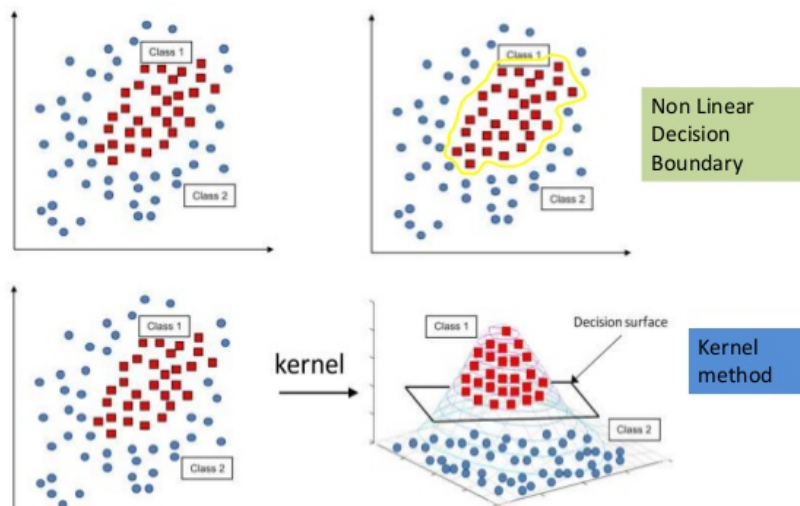 Class 1
Class 2
Class 1
Class 2
Non Linear
Decision
Boundary
Class 1
Class 2
kernel
Class 1
Decision surface
Class 2
Kernel
method